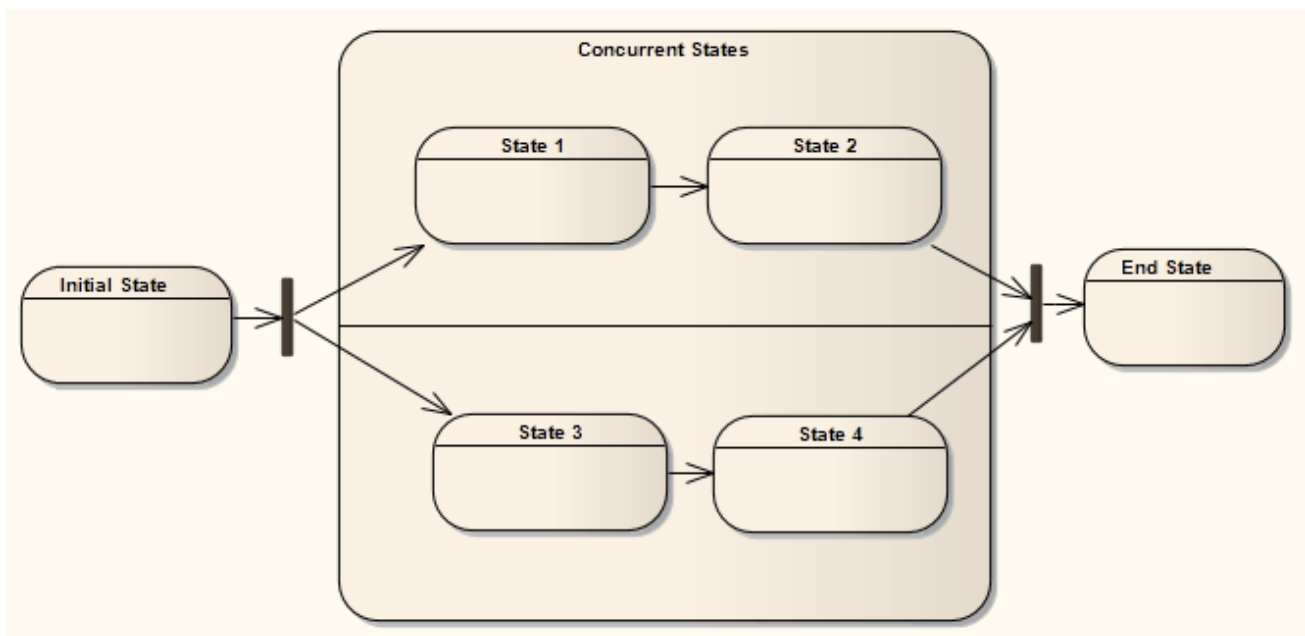 Concurrent States
State 1
State 2
Initial State
End State
State 3
State 4